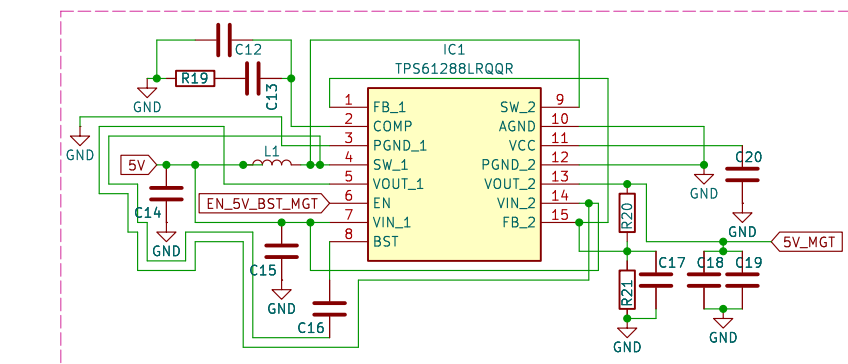 C12
IC1
TPS61288LRQQR
R19
C13
GND
1 FB_1 SW_2 9
2 COMP AGND 10
GND
3 PGND_1 VCC 11
L1
C20
5V
4 SW_1 PGND_2 12
GND
5 VOUT_1 VOUT_2 13
EN_5V_BST_MGT
6 EN VIN_2 14
C14
R20
7 VIN_1 FB_2 15
GND
GND
8 BST
5V_MGT
C15
C17
C18
C19
R21
GND
C16
GND
GND